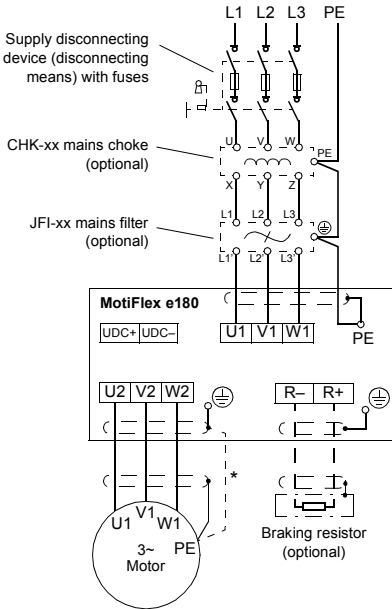 L1 L2 L3 PE
Supply disconnecting
device (disconnecting
means) with fuses
U V W
CHK-xx mains choke
(optional)
PE
X Y Z
L1 L2 L3
JFI-xx mains filter
(optional)
L1' L2' L3'
MotiFlex e180
UDC+ UDC–
U1 V1 W1
PE
U2 V2 W2
R– R+
*
U1 V1 W1
PE
3~
Motor
Braking resistor
(optional)